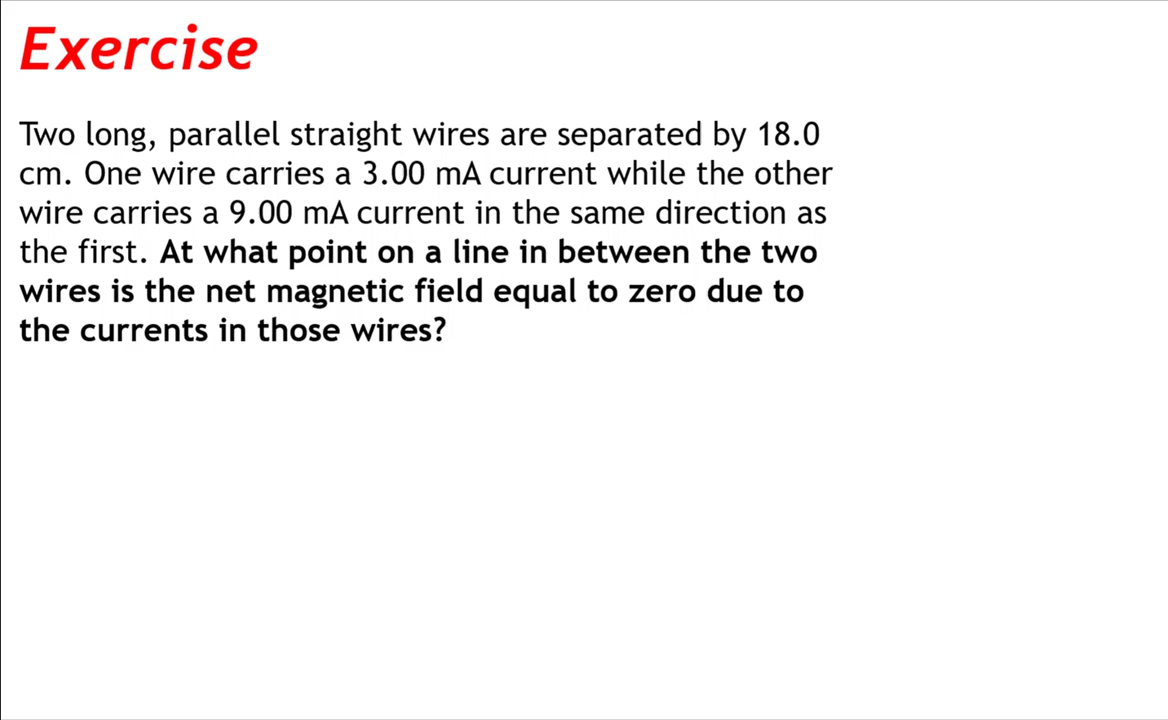 Exercise
Two long, parallel straight wires are separated by 18.0
cm. One wire carries a 3.00 mA current while the other
wire carries a 9.00 mA current in the same direction as
the first. At what point on a line in between the two
wires is the net magnetic field equal to zero due to
the currents in those wires?